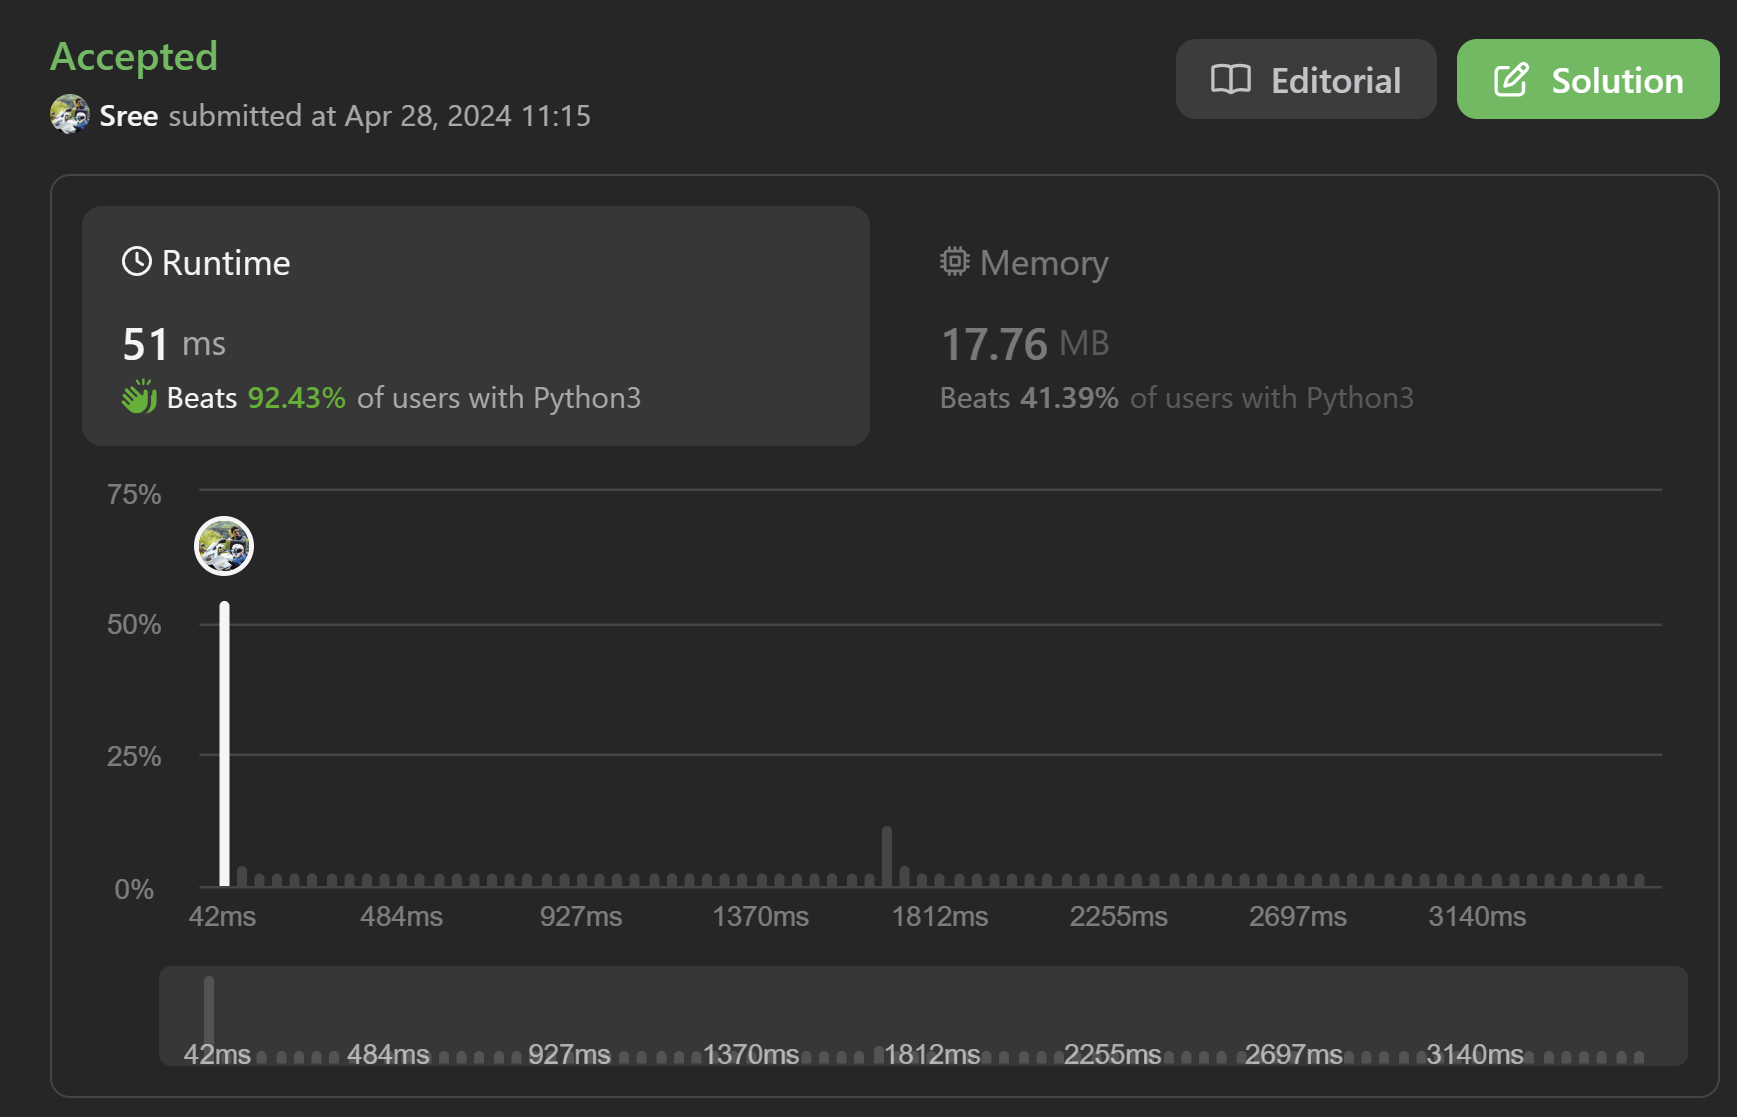 Accepted
Editorial
Solution
Sree submitted at Apr 28, 2024 11:15
Runtime
51 ms
Beats 92.43% of users with Python3
Memory
17.76 MB
Beats 41.39% of users with Python3
75%
50%
25%
0%
42ms 484ms 927ms 1370ms 1812ms 2255ms 2697ms 3140ms
42ms 484ms 927ms 1370ms 1812ms 2255ms 2697ms 3140ms